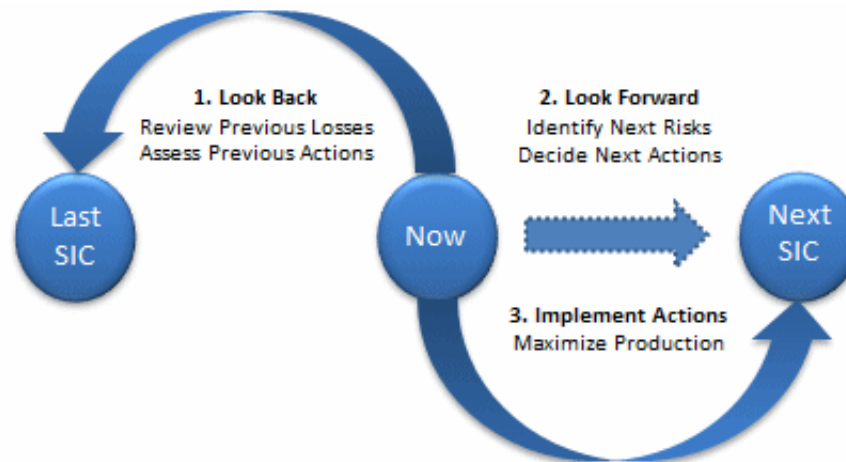 1. Look Back
Review Previous Losses
Assess Previous Actions
2. Look Forward
Identify Next Risks
Decide Next Actions
Last
SIC
Now
Next
SIC
3. Implement Actions
Maximize Production